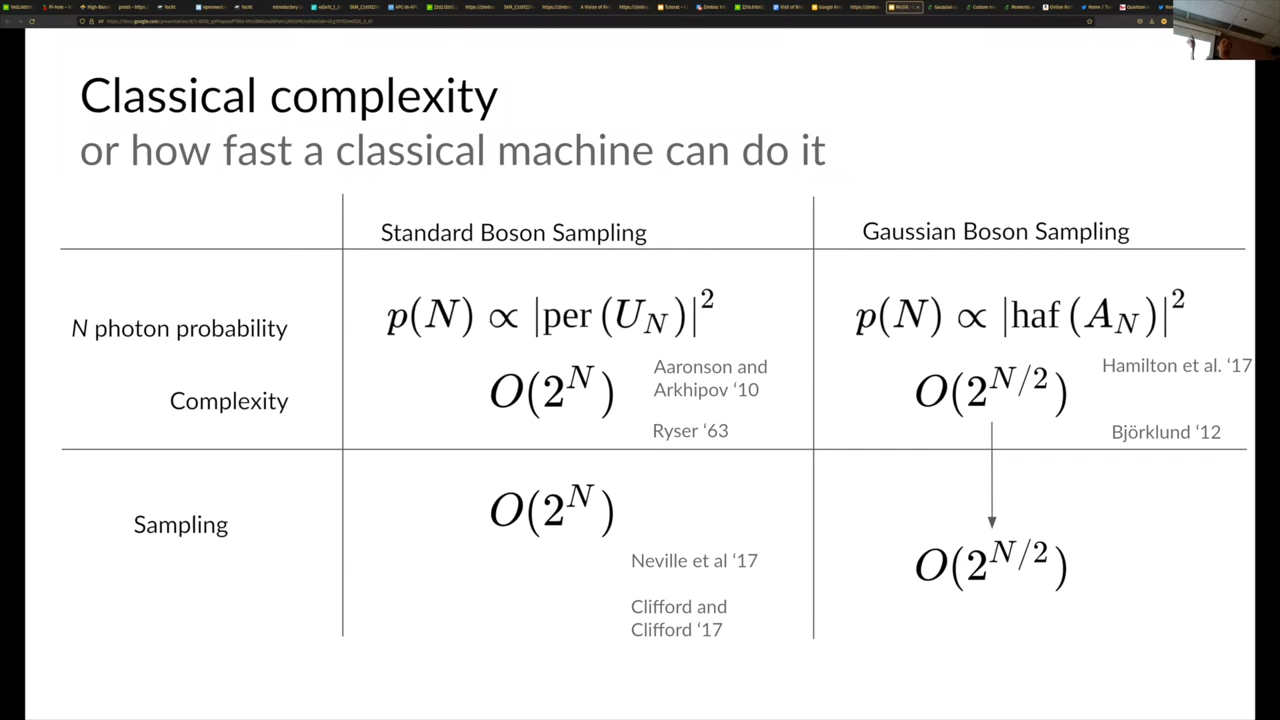 Classical complexity
or how fast a classical machine can do it
Standard Boson Sampling
Gaussian Boson Sampling
N photon probability
p(N) ∝ |per (U_N)|^2
p(N) ∝ |haf (A_N)|^2
Complexity
O(2^N)
Aaronson and
Arkhipov ‘10
Ryser ‘63
O(2^{N/2})
Hamilton et al. ‘17
Björklund ‘12
Sampling
O(2^N)
Neville et al ‘17
Clifford and
Clifford ‘17
O(2^{N/2})